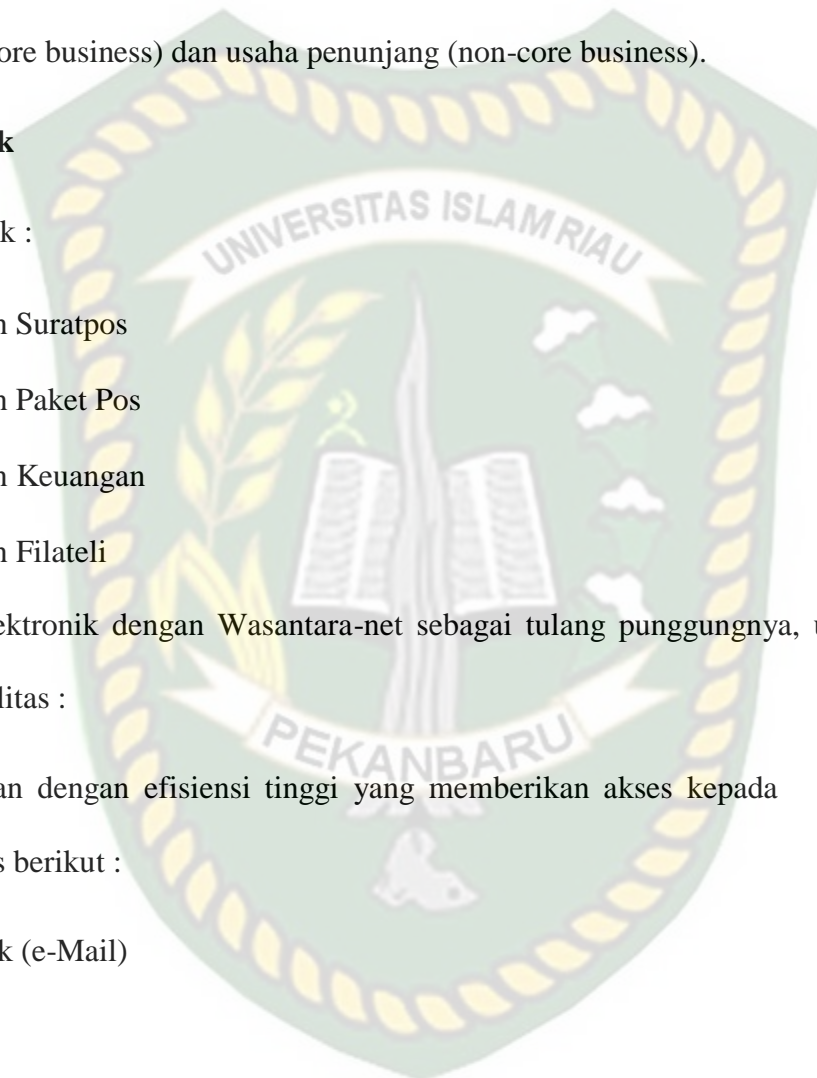 ore business) dan usaha penunjang (non-core business).
k
k :
UNIVERSITAS ISLAM RIAU
n Suratpos
n Paket Pos
n Keuangan
n Filateli
ektronik dengan Wasantara-net sebagai tulang punggungnya, u
litas :
PEKANBARU
an dengan efisiensi tinggi yang memberikan akses kepada
s berikut :
k (e-Mail)